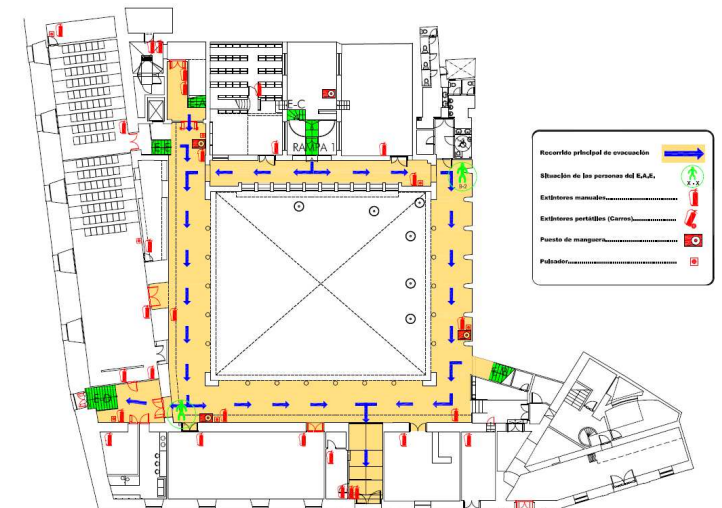 E-C
RAMPA 1
Recorrido principal de evacuación
Situación de las personas del E,A,E,
X - X
Extintores manuales
Extintores portátiles (Carros)
Puesto de manguera
Pulsador